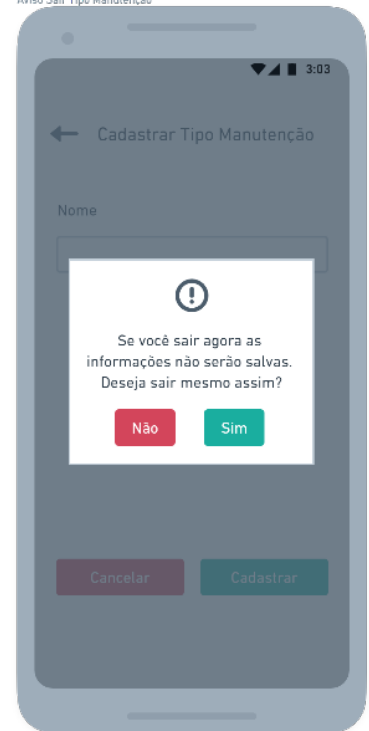 Aviso Sair Tipo Manutenção
3:03
Cadastrar Tipo Manutenção
Nome
Se você sair agora as
informações não serão salvas.
Deseja sair mesmo assim?
Não
Sim
Cancelar
Cadastrar